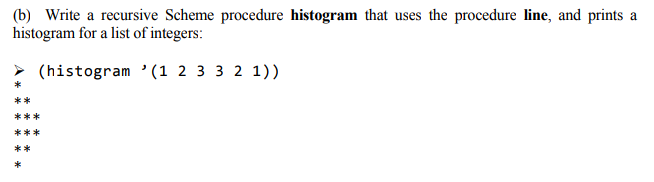 (b) Write a recursive Scheme procedure histogram that uses the procedure line, and prints a
histogram for a list of integers:
➢ (histogram ’(1 2 3 3 2 1))
*
**
***
***
**
*